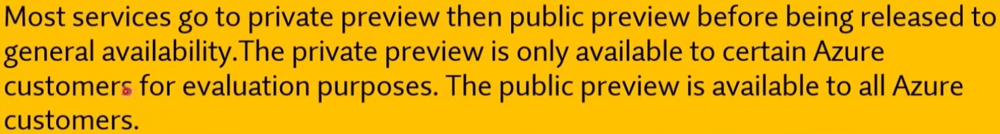 Most services go to private preview then public preview before being released to
general availability.The private preview is only available to certain Azure
customers for evaluation purposes. The public preview is available to all Azure
customers.